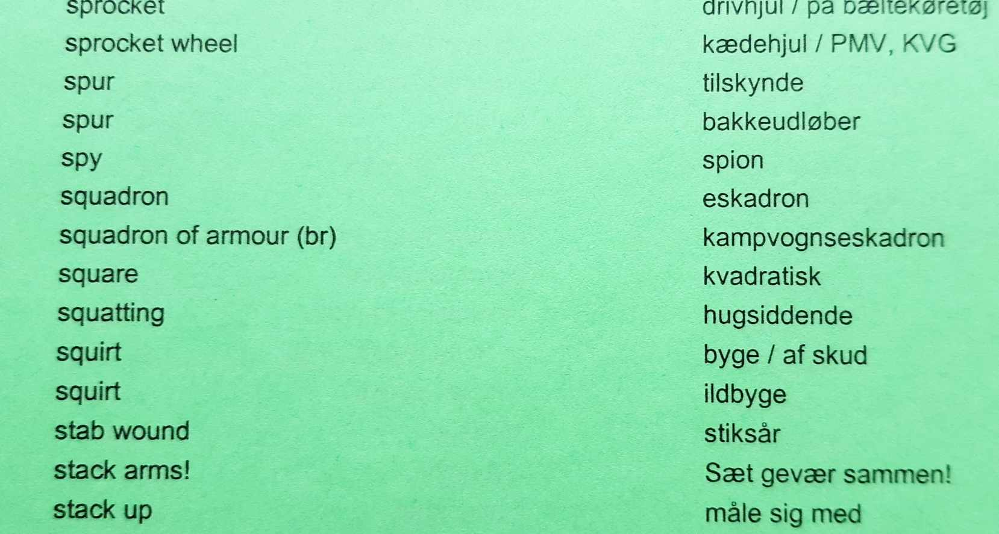 sprocket drivhjul / på bæltekøretøj
sprocket wheel kædehjul / PMV, KVG
spur tilskynde
spur bakkeudløber
spy spion
squadron eskadron
squadron of armour (br) kampvognseskadron
square kvadratisk
squatting hugsiddende
squirt byge / af skud
squirt ildbyge
stab wound stiksår
stack arms! Sæt gevær sammen!
stack up måle sig med